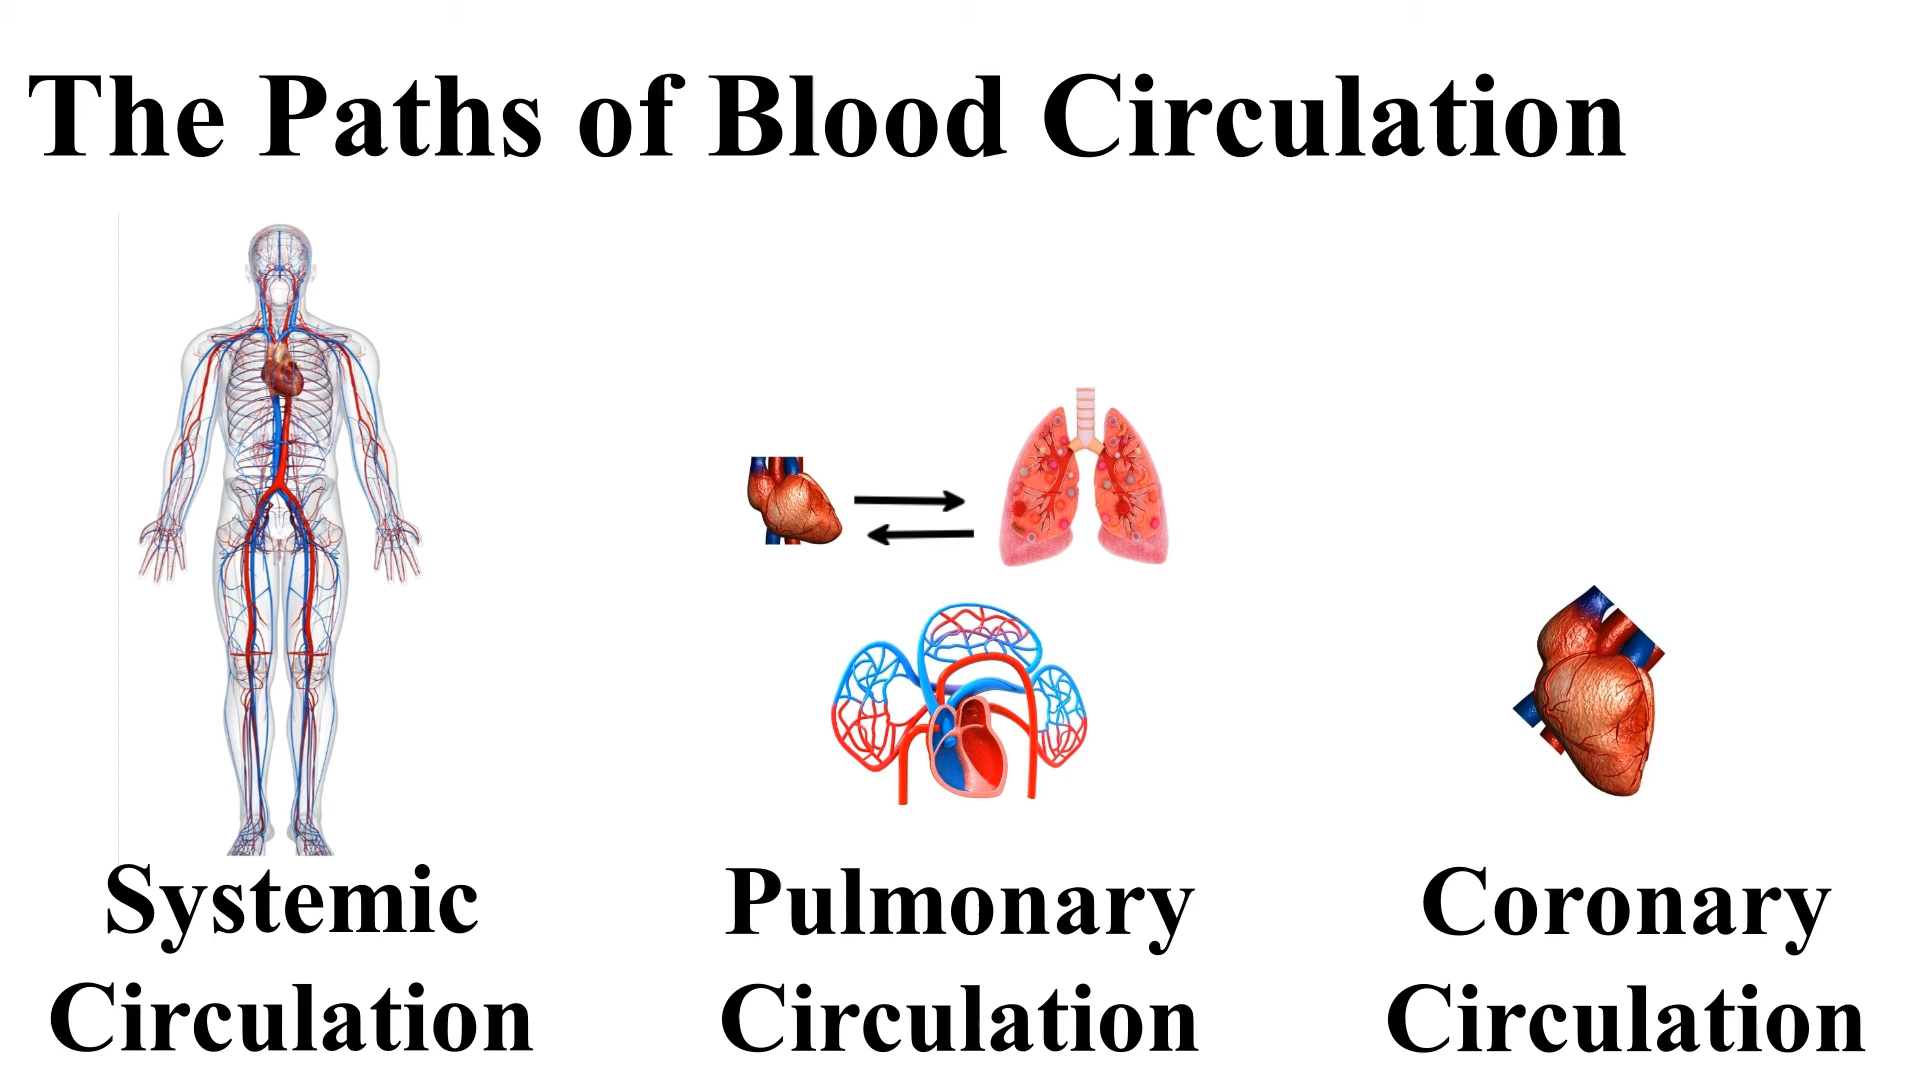 The Paths of Blood Circulation
Systemic
Circulation
Pulmonary
Circulation
Coronary
Circulation